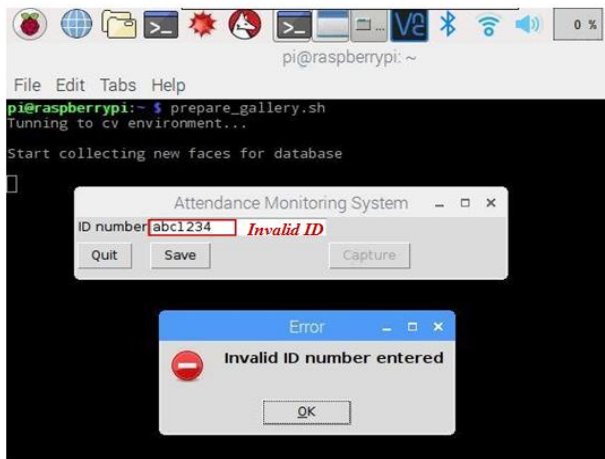 0 %
pi@raspberrypi: ~
File Edit Tabs Help
pi@raspberrypi:~ $ prepare_gallery.sh
Tunning to cv environment...
Start collecting new faces for database
Attendance Monitoring System
ID number abc1234 Invalid ID
Quit Save Capture
Error
Invalid ID number entered
OK